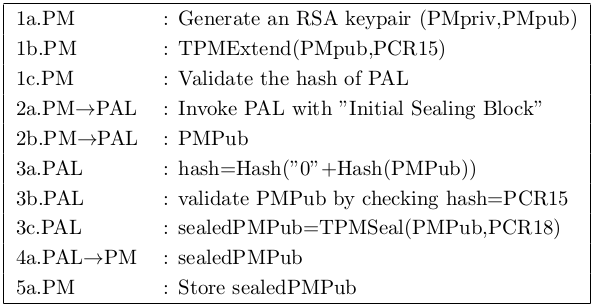 1a.PM : Generate an RSA keypair (PMpriv,PMpub)
1b.PM : TPMExtend(PMpub,PCR15)
1c.PM : Validate the hash of PAL
2a.PM→PAL : Invoke PAL with ”Initial Sealing Block”
2b.PM→PAL : PMPub
3a.PAL : hash=Hash(”0”+Hash(PMPub))
3b.PAL : validate PMPub by checking hash=PCR15
3c.PAL : sealedPMPub=TPMSeal(PMPub,PCR18)
4a.PAL→PM : sealedPMPub
5a.PM : Store sealedPMPub